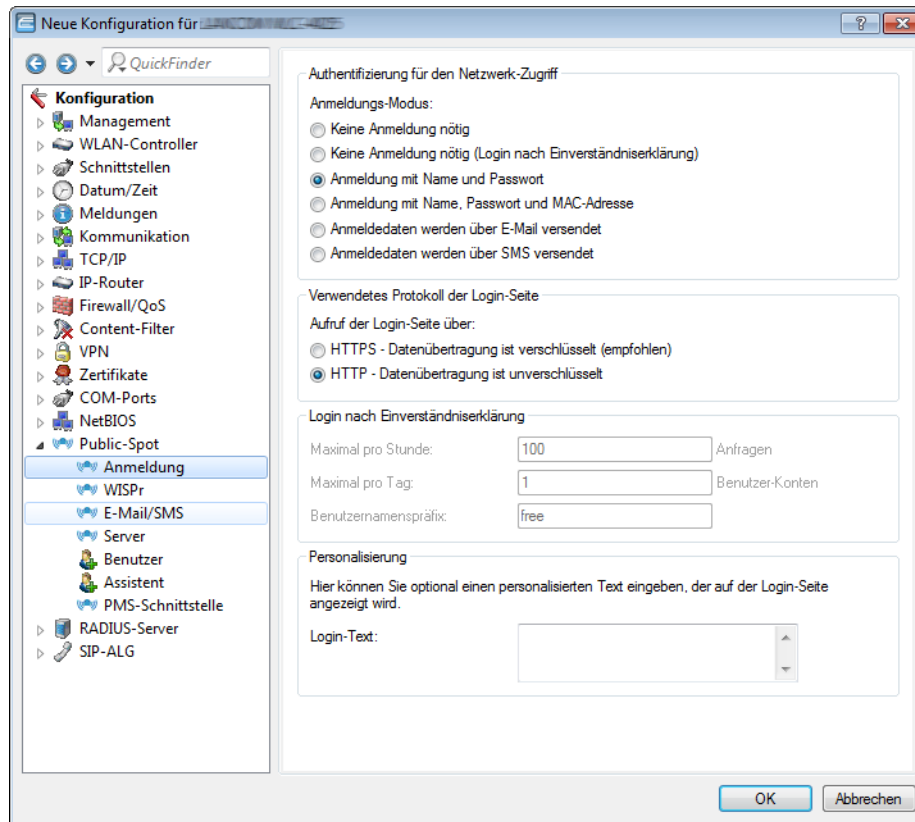 Neue Konfiguration für
QuickFinder
Konfiguration
Management
WLAN-Controller
Schnittstellen
Datum/Zeit
Meldungen
Kommunikation
TCP/IP
IP-Router
Firewall/QoS
Content-Filter
VPN
Zertifikate
COM-Ports
NetBIOS
Public-Spot
Anmeldung
WISPr
E-Mail/SMS
Server
Benutzer
Assistent
PMS-Schnittstelle
RADIUS-Server
SIP-ALG
Authentifizierung für den Netzwerk-Zugriff
Anmeldungs-Modus:
Keine Anmeldung nötig
Keine Anmeldung nötig (Login nach Einverständniserklärung)
Anmeldung mit Name und Passwort
Anmeldung mit Name, Passwort und MAC-Adresse
Anmeldedaten werden über E-Mail versendet
Anmeldedaten werden über SMS versendet
Verwendetes Protokoll der Login-Seite
Aufruf der Login-Seite über:
HTTPS - Datenübertragung ist verschlüsselt (empfohlen)
HTTP - Datenübertragung ist unverschlüsselt
Login nach Einverständniserklärung
Maximal pro Stunde: 100 Anfragen
Maximal pro Tag: 1 Benutzer-Konten
Benutzernamenspräfix: free
Personalisierung
Hier können Sie optional einen personalisierten Text eingeben, der auf der Login-Seite
angezeigt wird.
Login-Text:
OK Abbrechen